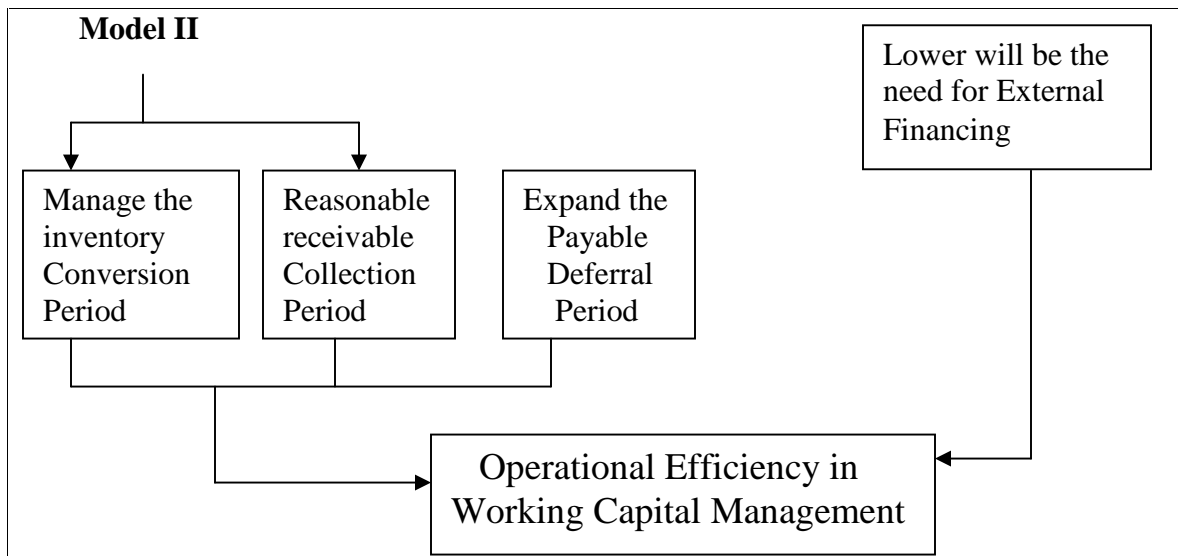 Model II
Lower will be the
need for External
Financing
Manage the
inventory
Conversion
Period
Reasonable
receivable
Collection
Period
Expand the
Payable
Deferral
Period
Operational Efficiency in
Working Capital Management